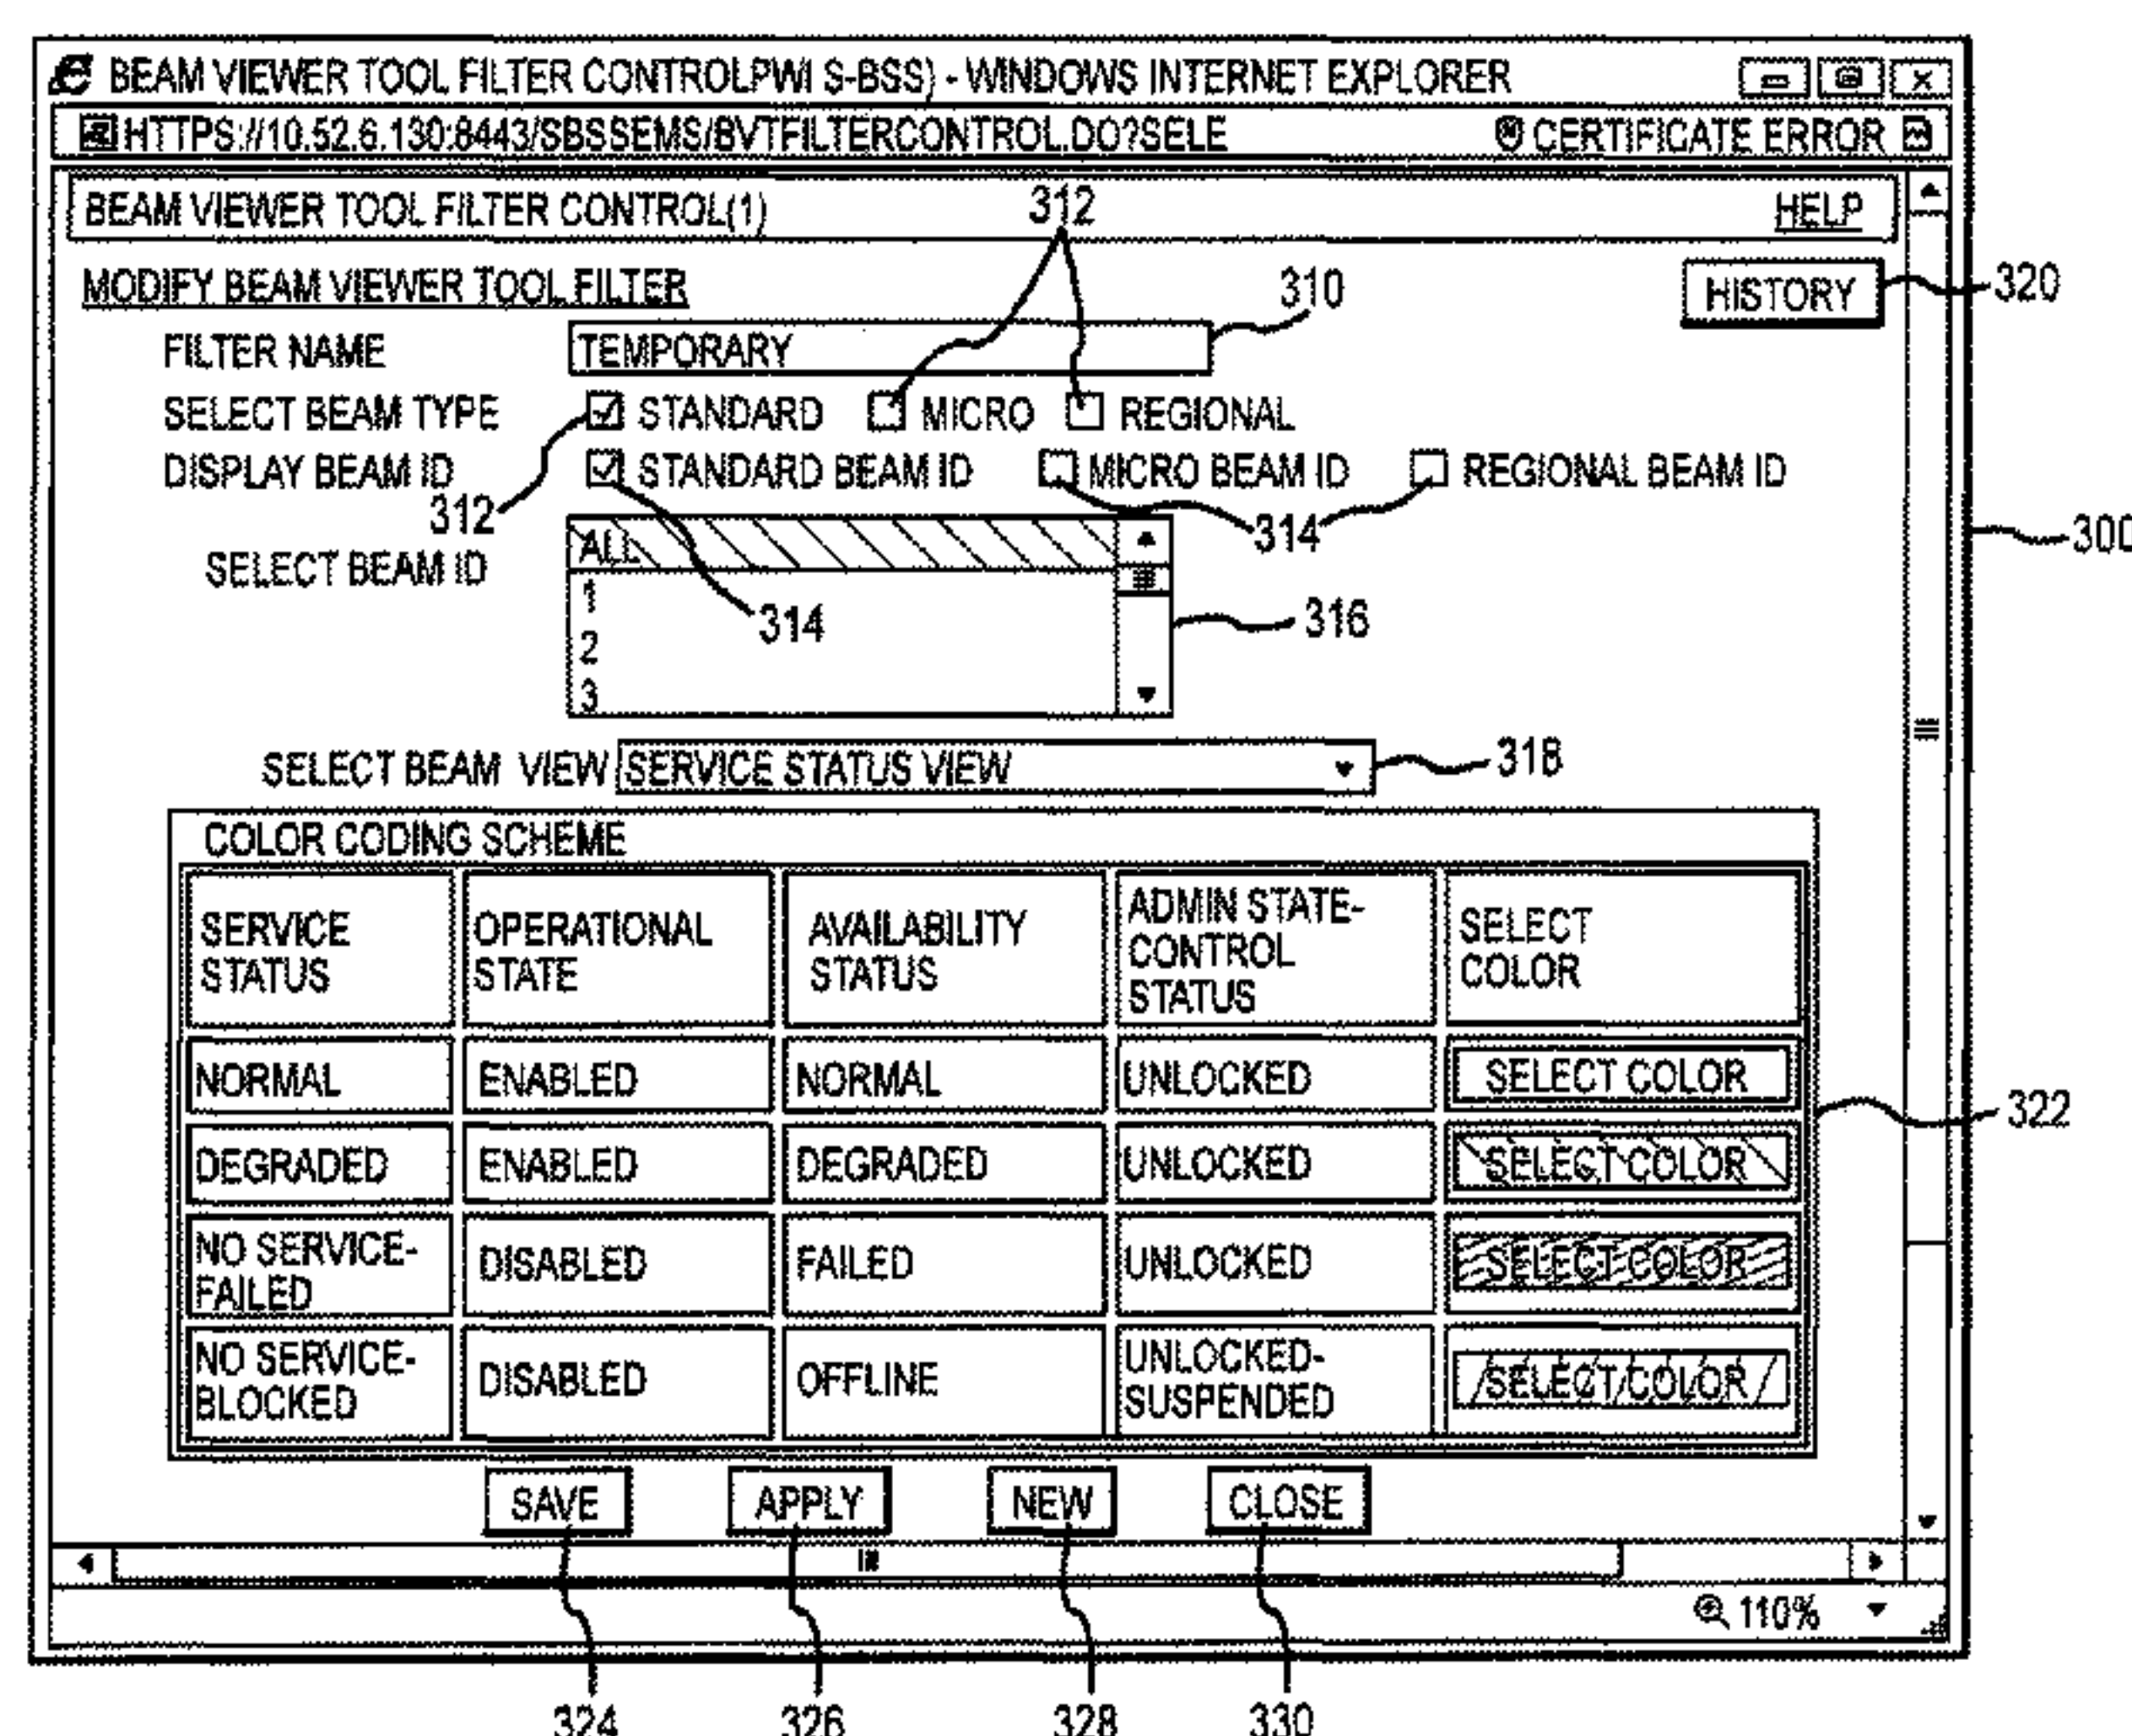 BEAM VIEWER TOOL FILTER CONTROLPWI S-BSS) - WINDOWS INTERNET EXPLORER
HTTPS://10.52.6.130:8443/SBSSEMS/BVTFILTERCONTROL.DO?SELE CERTIFICATE ERROR
BEAM VIEWER TOOL FILTER CONTROL(1) 312 HELP
MODIFY BEAM VIEWER TOOL FILTER 310 HISTORY 320
FILTER NAME TEMPORARY
SELECT BEAM TYPE STANDARD MICRO REGIONAL
DISPLAY BEAM ID STANDARD BEAM ID MICRO BEAM ID REGIONAL BEAM ID
312 314 300
SELECT BEAM ID ALL
1
2
3
314 316
SELECT BEAM VIEW SERVICE STATUS VIEW 318
COLOR CODING SCHEME
SERVICE STATUS OPERATIONAL STATE AVAILABILITY STATUS ADMIN STATE-CONTROL STATUS SELECT COLOR
NORMAL ENABLED NORMAL UNLOCKED SELECT COLOR
322
DEGRADED ENABLED DEGRADED UNLOCKED SELECT COLOR
NO SERVICE-FAILED DISABLED FAILED UNLOCKED SELECT COLOR
NO SERVICE-BLOCKED DISABLED OFFLINE UNLOCKED-SUSPENDED SELECT COLOR
SAVE APPLY NEW CLOSE
110%
324 326 328 330